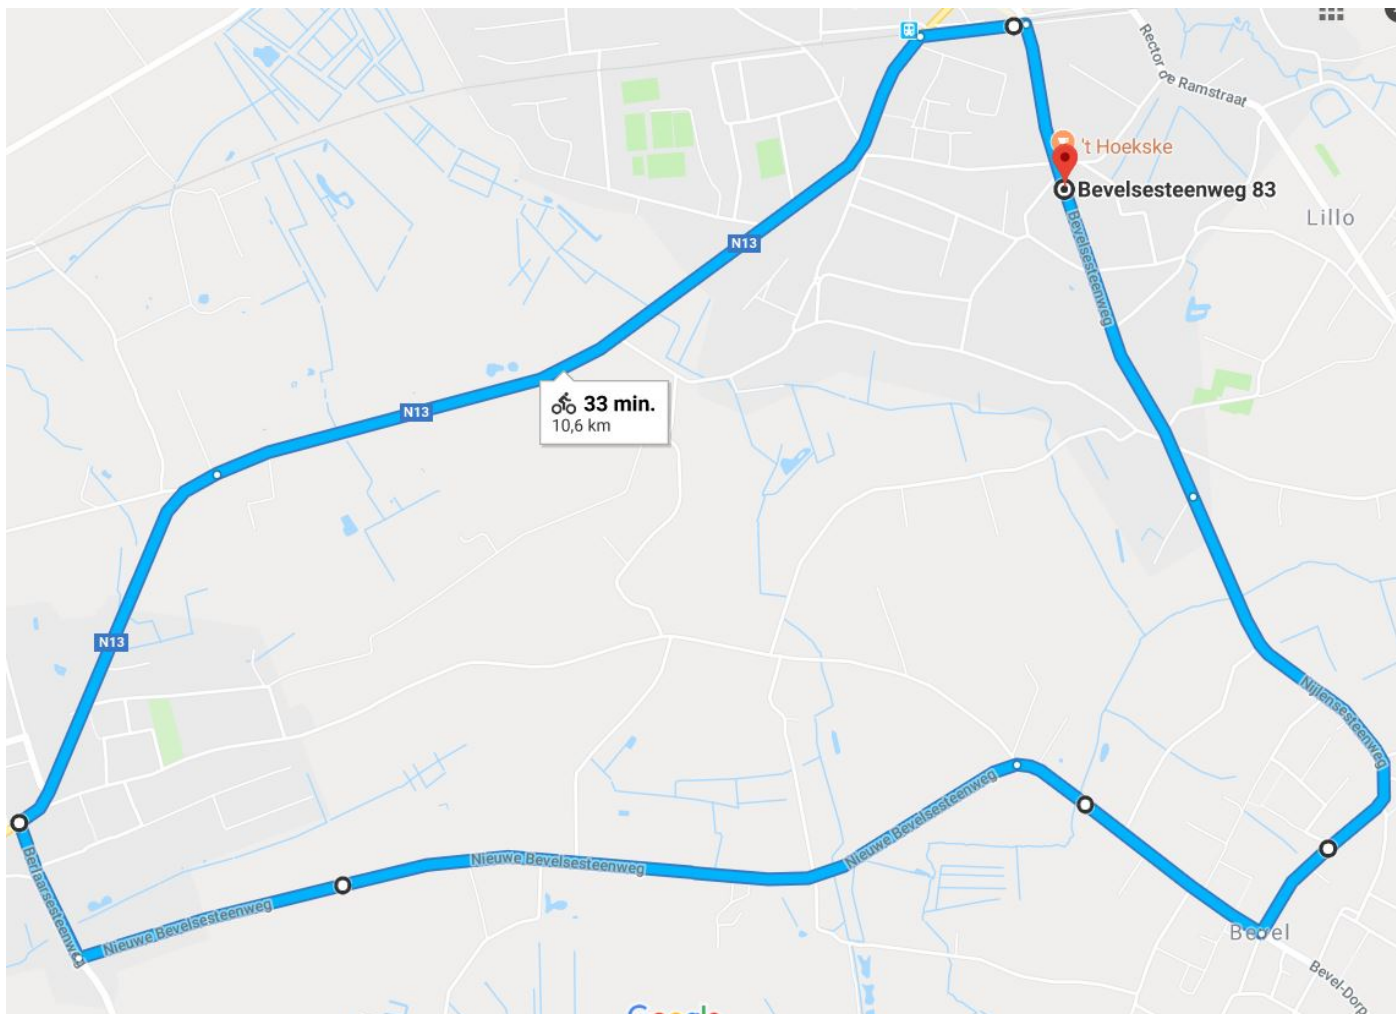 Rector de Ramstraat
't Hoekske
Bevelsesteenweg 83
Lillo
N13
Bevelsesteenweg
33 min.
10,6 km
N13
N13
Nijlensesteenweg
Nieuwe Bevelsesteenweg
Nieuwe Bevelsesteenweg
Berlaarsesteenweg
Nieuwe Bevelsesteenweg
Bevel
Bevel-Dorp
Google